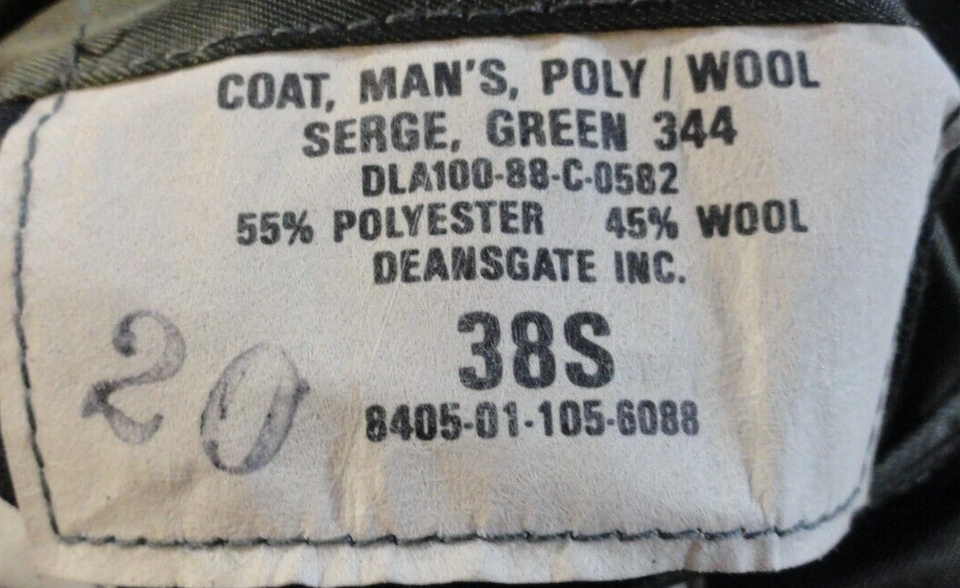 COAT, MAN'S, POLY / WOOL
SERGE, GREEN 344
DLA100-88-C-0582
55% POLYESTER 45% WOOL
DEANSGATE INC.
38S
8405-01-105-6088
20